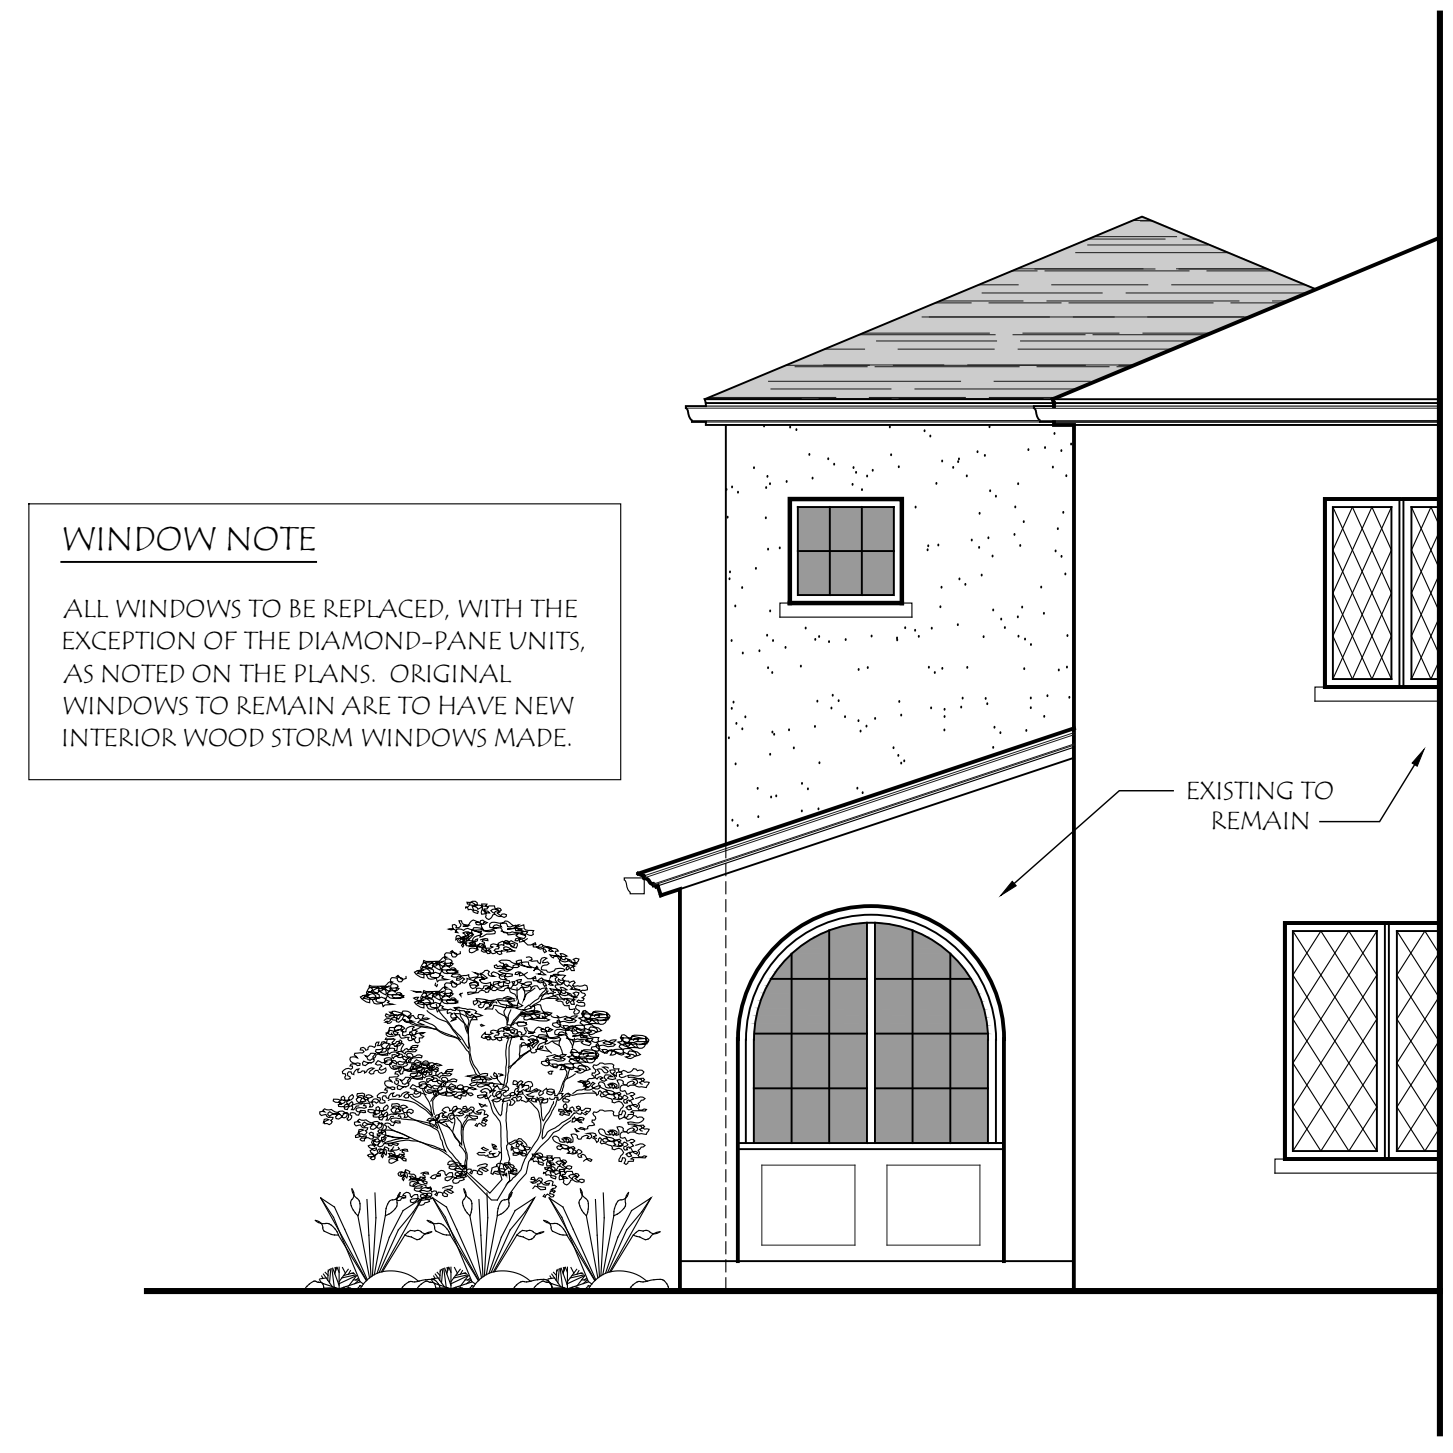 WINDOW NOTE
ALL WINDOWS TO BE REPLACED, WITH THE
EXCEPTION OF THE DIAMOND-PANE UNITS,
AS NOTED ON THE PLANS. ORIGINAL
WINDOWS TO REMAIN ARE TO HAVE NEW
INTERIOR WOOD STORM WINDOWS MADE.
EXISTING TO
REMAIN